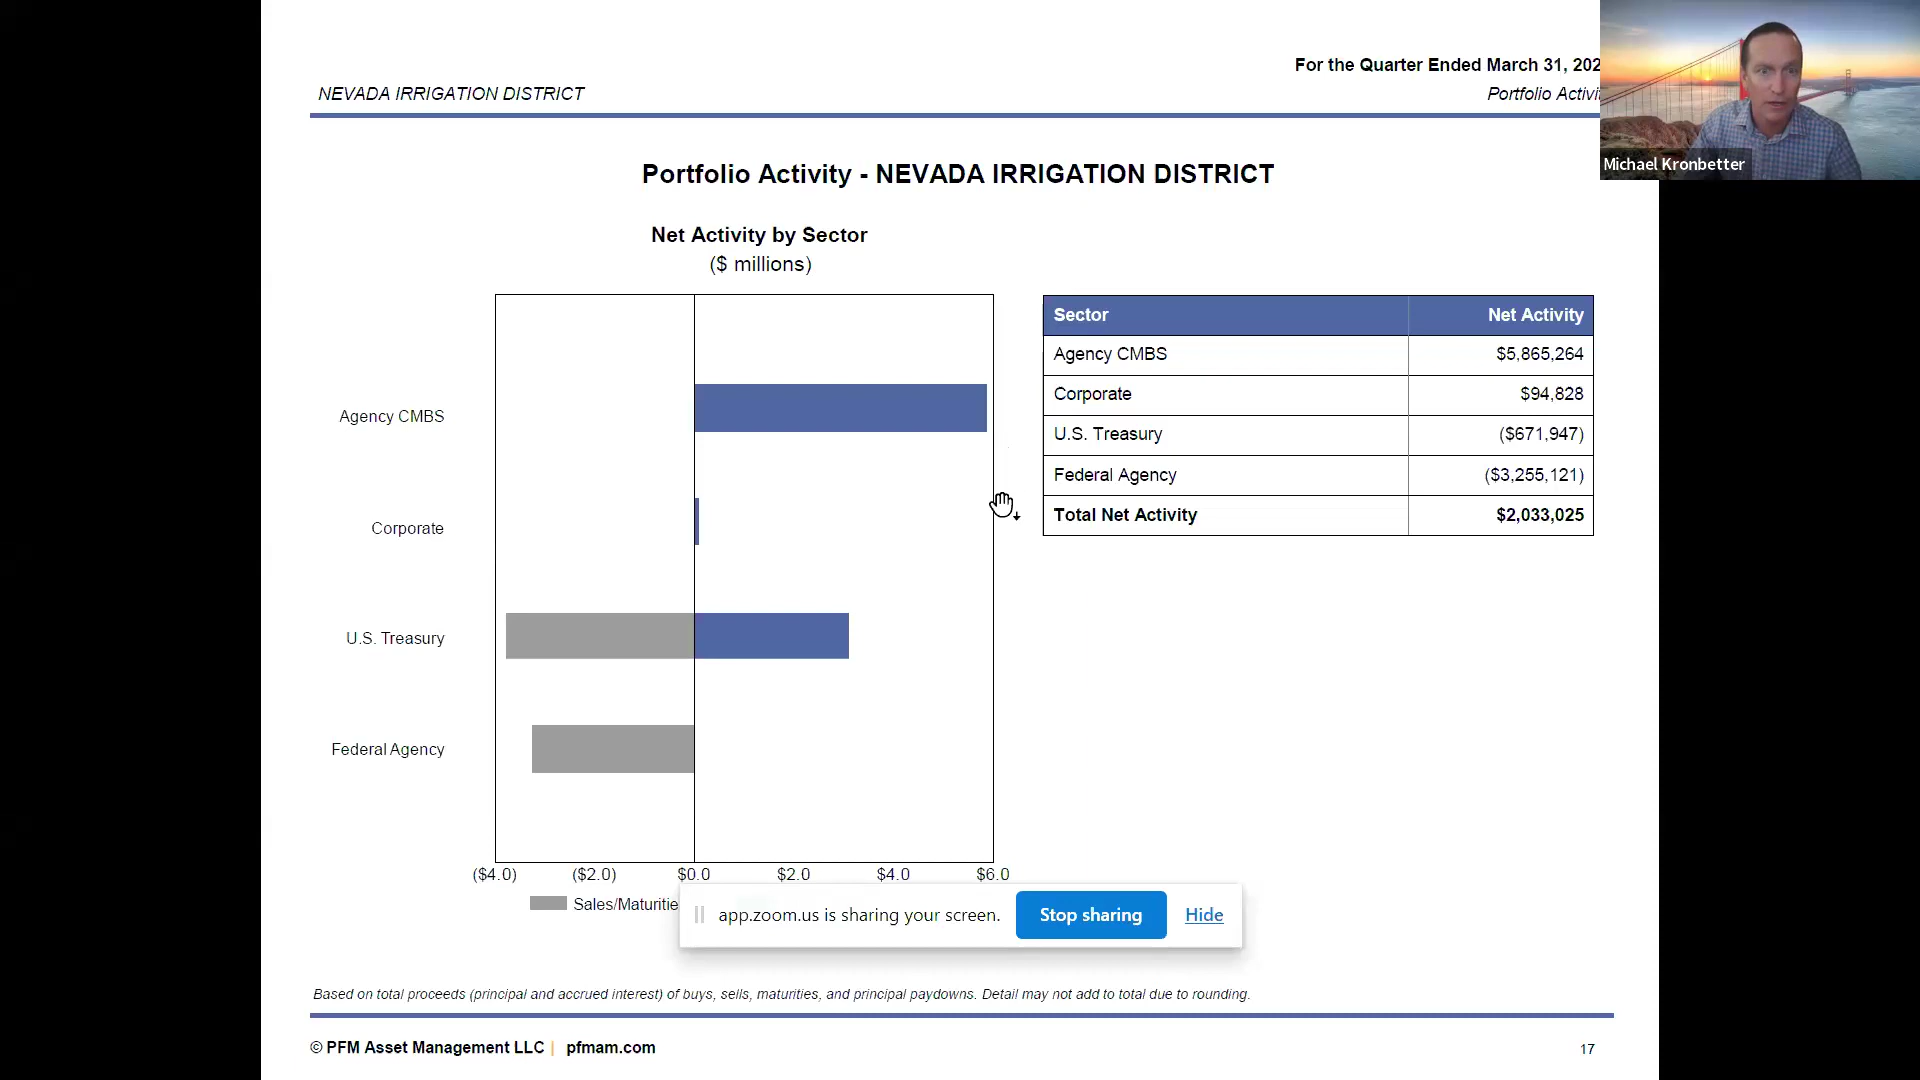 For the Quarter Ended March 31, 202
NEVADA IRRIGATION DISTRICT
Portfolio Activi
Michael Kronbetter
Portfolio Activity - NEVADA IRRIGATION DISTRICT
Net Activity by Sector
($ millions)
Sector Net Activity
Agency CMBS $5,865,264
Corporate $94,828
U.S. Treasury ($671,947)
Federal Agency ($3,255,121)
Total Net Activity $2,033,025
Agency CMBS
Corporate
U.S. Treasury
Federal Agency
($4.0) ($2.0) $0.0 $2.0 $4.0 $6.0
Sales/Maturitie
app.zoom.us is sharing your screen. Stop sharing Hide
Based on total proceeds (principal and accrued interest) of buys, sells, maturities, and principal paydowns. Detail may not add to total due to rounding.
© PFM Asset Management LLC | pfmam.com
17